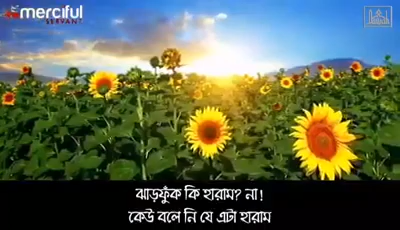 merciful
SERVANT
ঝাড়ফুঁক কি হারাম? না!
কেউ বলে নি যে এটা হারাম